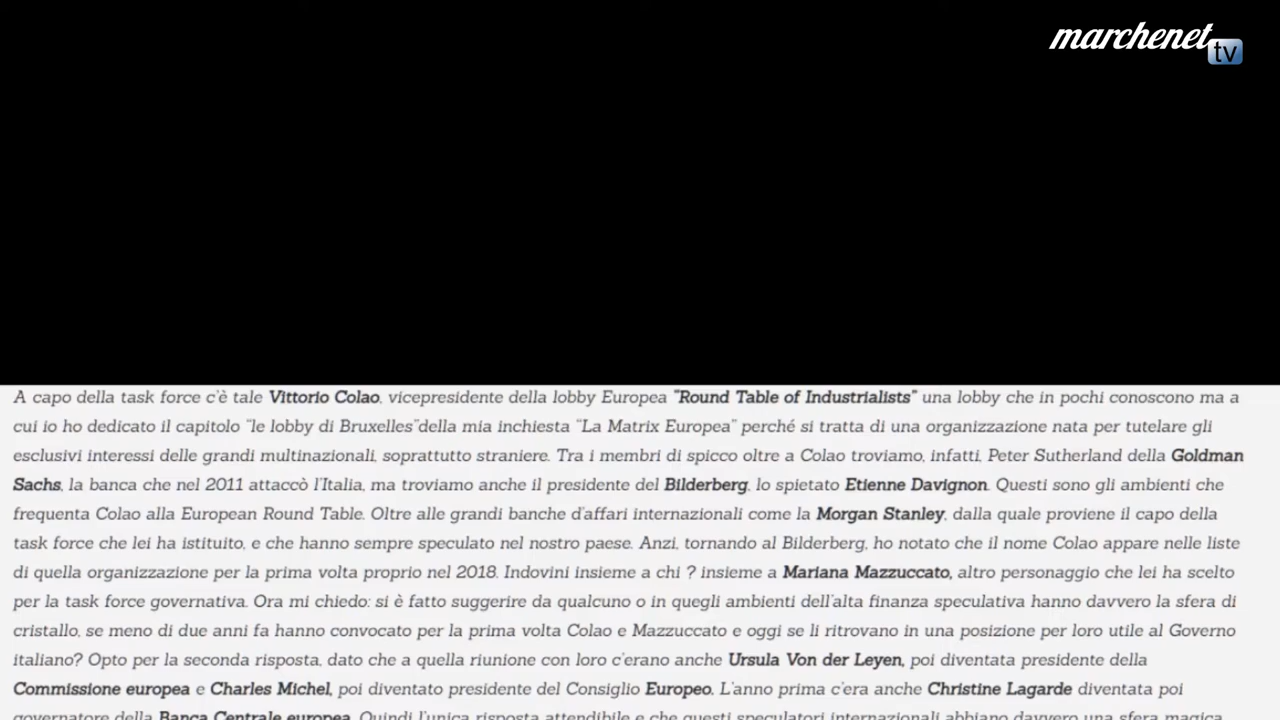 marchenet
tv
A capo della task force c'è tale Vittorio Colao, vicepresidente della lobby Europea "Round Table of Industrialists" una lobby che in pochi conoscono ma a
cui io ho dedicato il capitolo "le lobby di Bruxelles"della mia inchiesta "La Matrix Europea" perché si tratta di una organizzazione nata per tutelare gli
esclusivi interessi delle grandi multinazionali, soprattutto straniere. Tra i membri di spicco oltre a Colao troviamo, infatti, Peter Sutherland della Goldman
Sachs, la banca che nel 2011 attaccò l'Italia, ma troviamo anche il presidente del Bilderberg, lo spietato Etienne Davignon. Questi sono gli ambienti che
frequenta Colao alla European Round Table. Oltre alle grandi banche d'affari internazionali come la Morgan Stanley, dalla quale proviene il capo della
task force che lei ha istituito, e che hanno sempre speculato nel nostro paese. Anzi, tornando al Bilderberg, ho notato che il nome Colao appare nelle liste
di quella organizzazione per la prima volta proprio nel 2018. Indovini insieme a chi ? insieme a Mariana Mazzuccato, altro personaggio che lei ha scelto
per la task force governativa. Ora mi chiedo: si è fatto suggerire da qualcuno o in quegli ambienti dell'alta finanza speculativa hanno davvero la sfera di
cristallo, se meno di due anni fa hanno convocato per la prima volta Colao e Mazzuccato e oggi se li ritrovano in una posizione per loro utile al Governo
italiano? Opto per la seconda risposta, dato che a quella riunione con loro c'erano anche Ursula Von der Leyen, poi diventata presidente della
Commissione europea e Charles Michel, poi diventato presidente del Consiglio Europeo. L'anno prima c'era anche Christine Lagarde diventata poi
governatore della Banca Centrale europea. Quindi l'unica risposta attendibile e che questi speculatori internazionali abbiano davvero una sfera magica